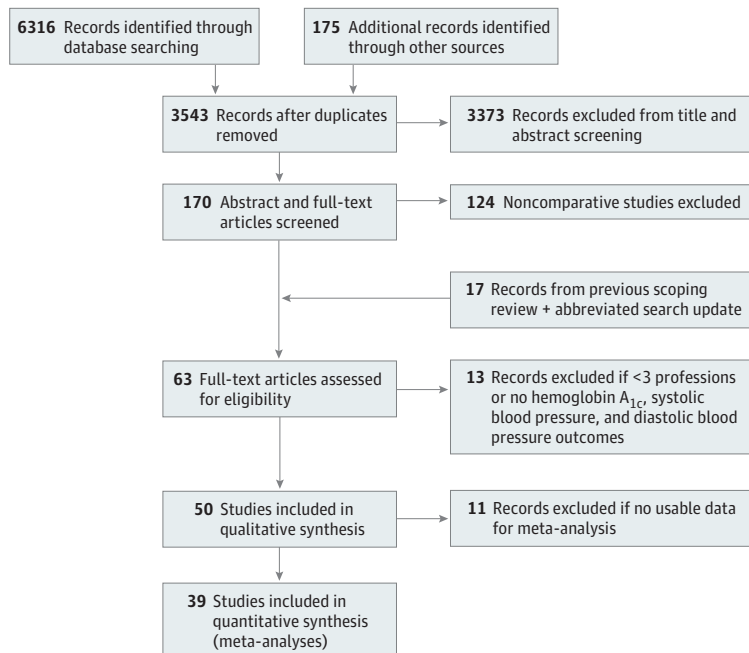 6316 Records identified through
database searching
175 Additional records identified
through other sources
3543 Records after duplicates
removed
3373 Records excluded from title and
abstract screening
170 Abstract and full-text
articles screened
124 Noncomparative studies excluded
17 Records from previous scoping
review + abbreviated search update
63 Full-text articles assessed
for eligibility
13 Records excluded if <3 professions
or no hemoglobin A1c, systolic
blood pressure, and diastolic blood
pressure outcomes
50 Studies included in
qualitative synthesis
11 Records excluded if no usable data
for meta-analysis
39 Studies included in
quantitative synthesis
(meta-analyses)